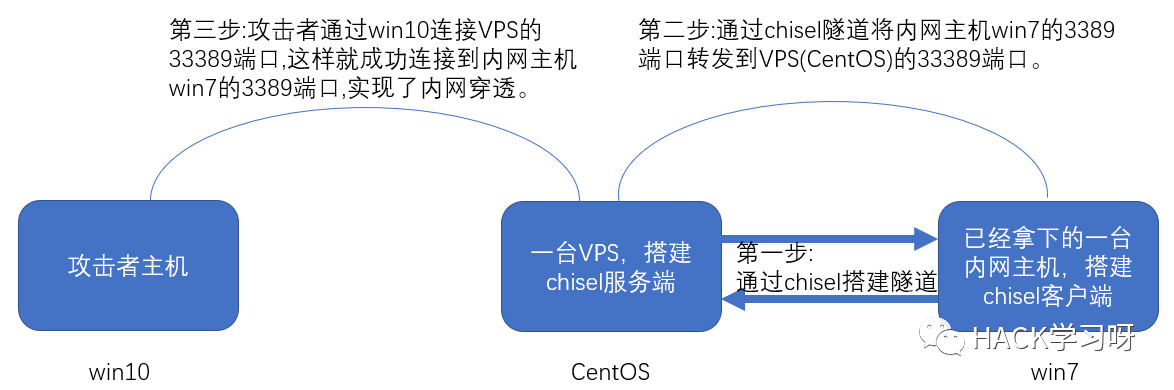 第三步:攻击者通过win10连接VPS的
33389端口,这样就成功连接到内网主机
win7的3389端口,实现了内网穿透。
第二步:通过chisel隧道将内网主机win7的3389
端口转发到VPS(CentOS)的33389端口。
攻击者主机
一台VPS，搭建
chisel服务端
第一步:
通过chisel搭建隧道
已经拿下的一台
内网主机，搭建
chisel客户端
HACK学习呀
win10
CentOS
win7